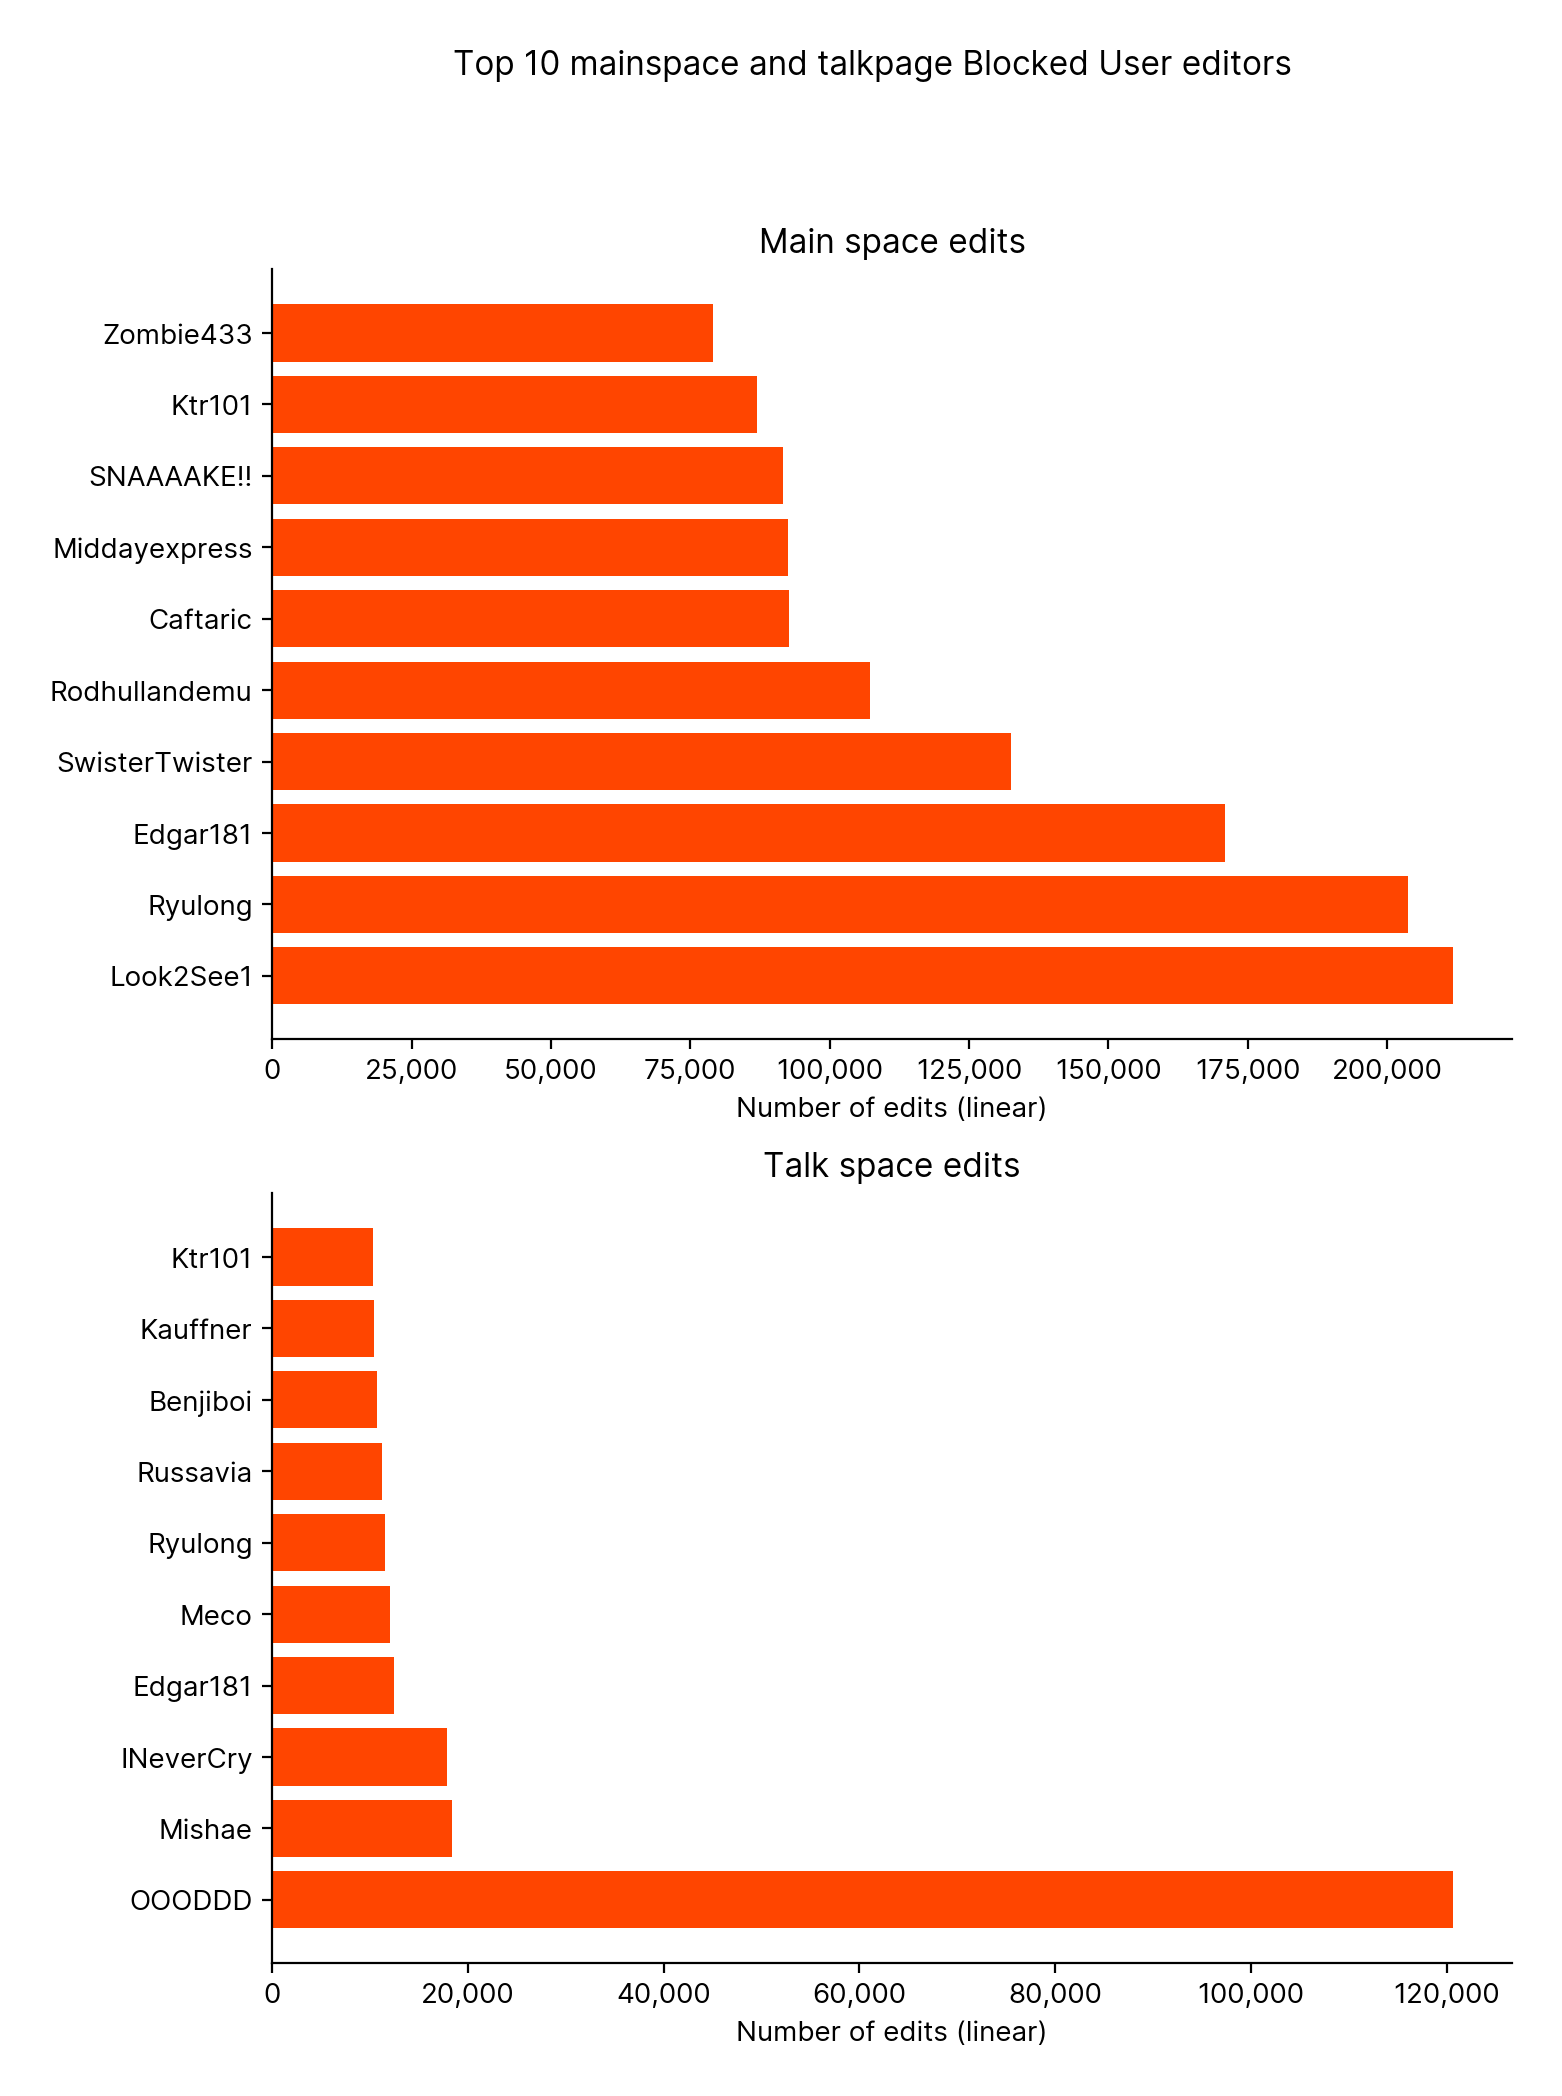 Top 10 mainspace and talkpage Blocked User editors
Main space edits
Zombie433
Ktr101
SNAAAAKE!!
Middayexpress
Caftaric
Rodhullandemu
SwisterTwister
Edgar181
Ryulong
Look2See1
0 25,000 50,000 75,000 100,000 125,000 150,000 175,000 200,000
Number of edits (linear)
Talk space edits
Ktr101
Kauffner
Benjiboi
Russavia
Ryulong
Meco
Edgar181
INeverCry
Mishae
OOODDD
0 20,000 40,000 60,000 80,000 100,000 120,000
Number of edits (linear)